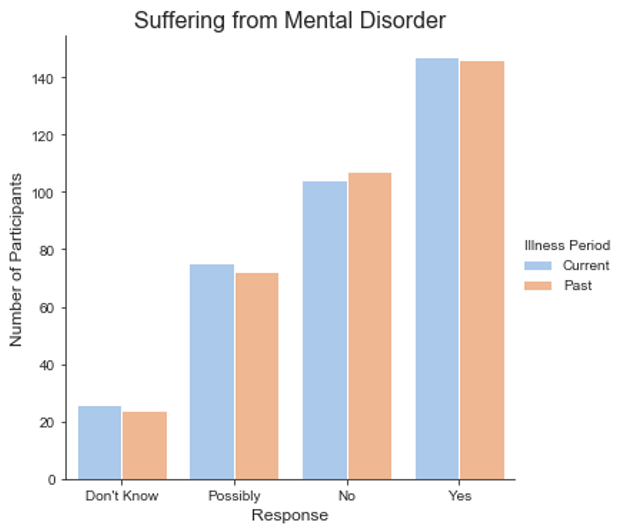 Suffering from Mental Disorder
140
120
100
80
60
40
20
0
Number of Participants
Don't Know
Possibly
No
Yes
Response
Illness Period
Current
Past